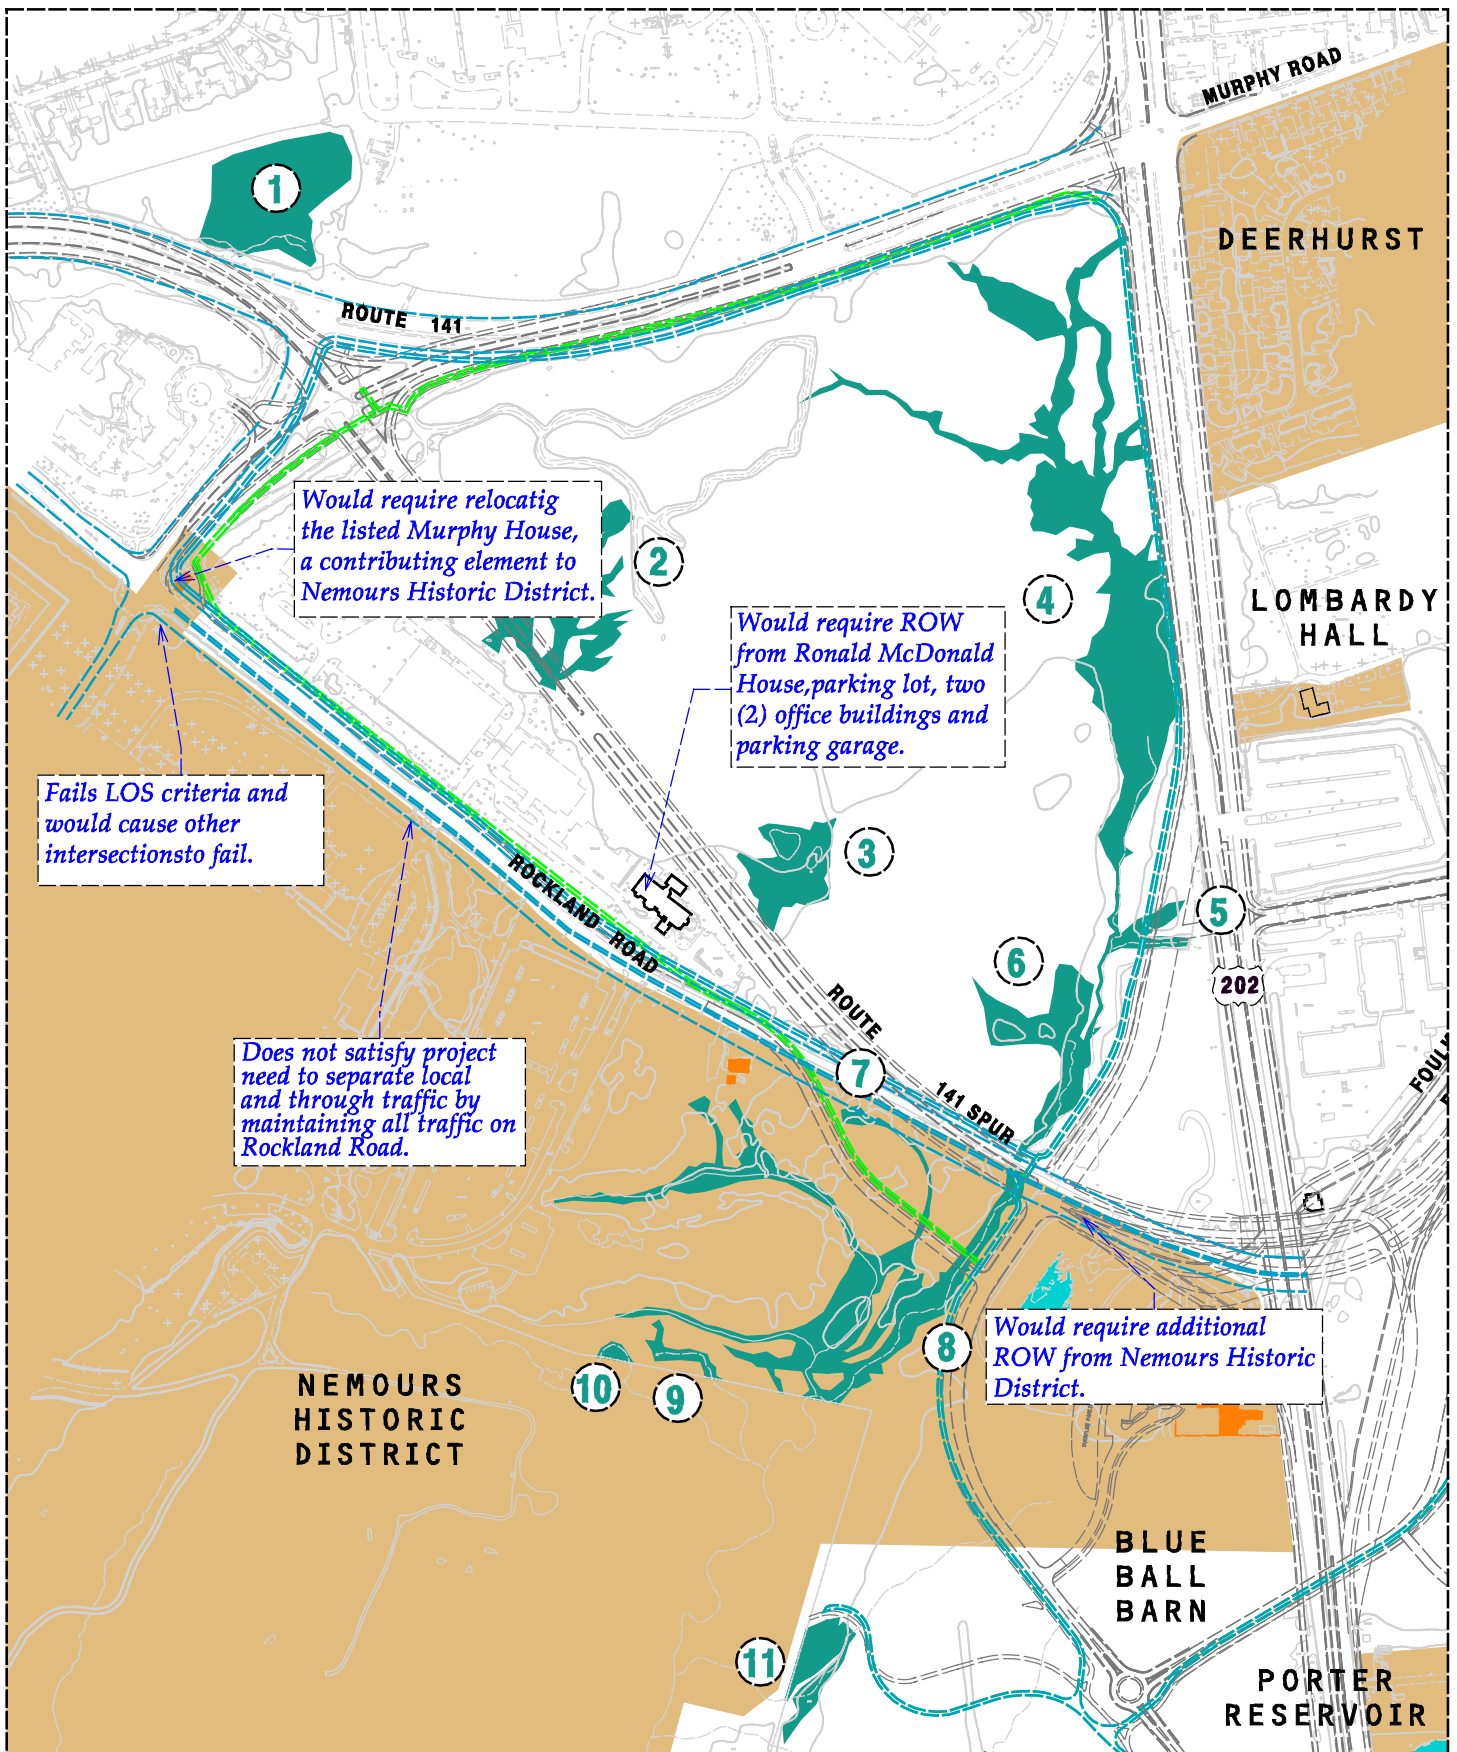 MURPHY ROAD
1
DEERHURST
ROUTE 141
Would require relocatig
the listed Murphy House,
a contributing element to
Nemours Historic District.
2
4
LOMBARDY
HALL
Would require ROW
from Ronald McDonald
House,parking lot, two
(2) office buildings and
parking garage.
Fails LOS criteria and
would cause other
intersectionsto fail.
3
ROCKLAND ROAD
5
6
202
ROUTE
141 SPUR
7
Does not satisfy project
need to separate local
and through traffic by
maintaining all traffic on
Rockland Road.
Would require additional
ROW from Nemours Historic
District.
8
10
9
NEMOURS
HISTORIC
DISTRICT
BLUE
BALL
BARN
11
PORTER
RESERVOIR